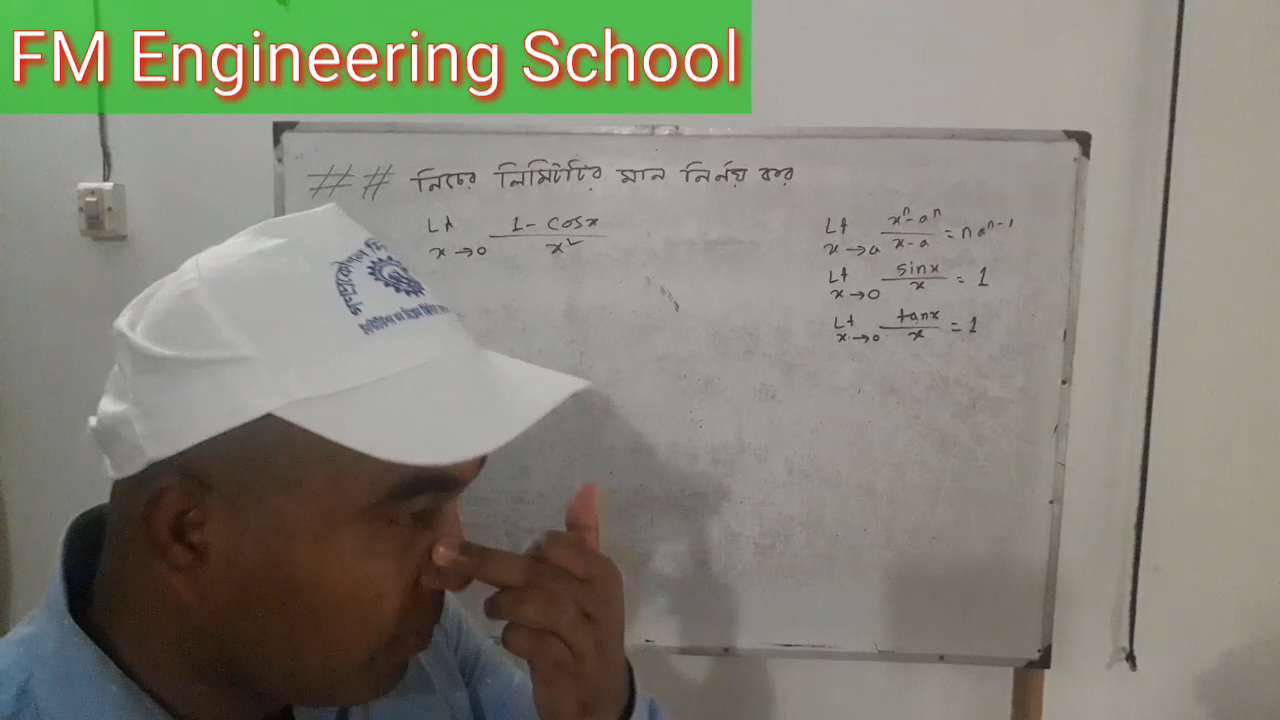 FM Engineering School
## নিচের লিমিটটির মান নির্নয় কর
Lt x→0 1 - cosx / x²
Lt x→a xⁿ-aⁿ / x-a = naⁿ⁻¹
Lt x→0 sinx / x = 1
Lt x→0 tanx / x = 1